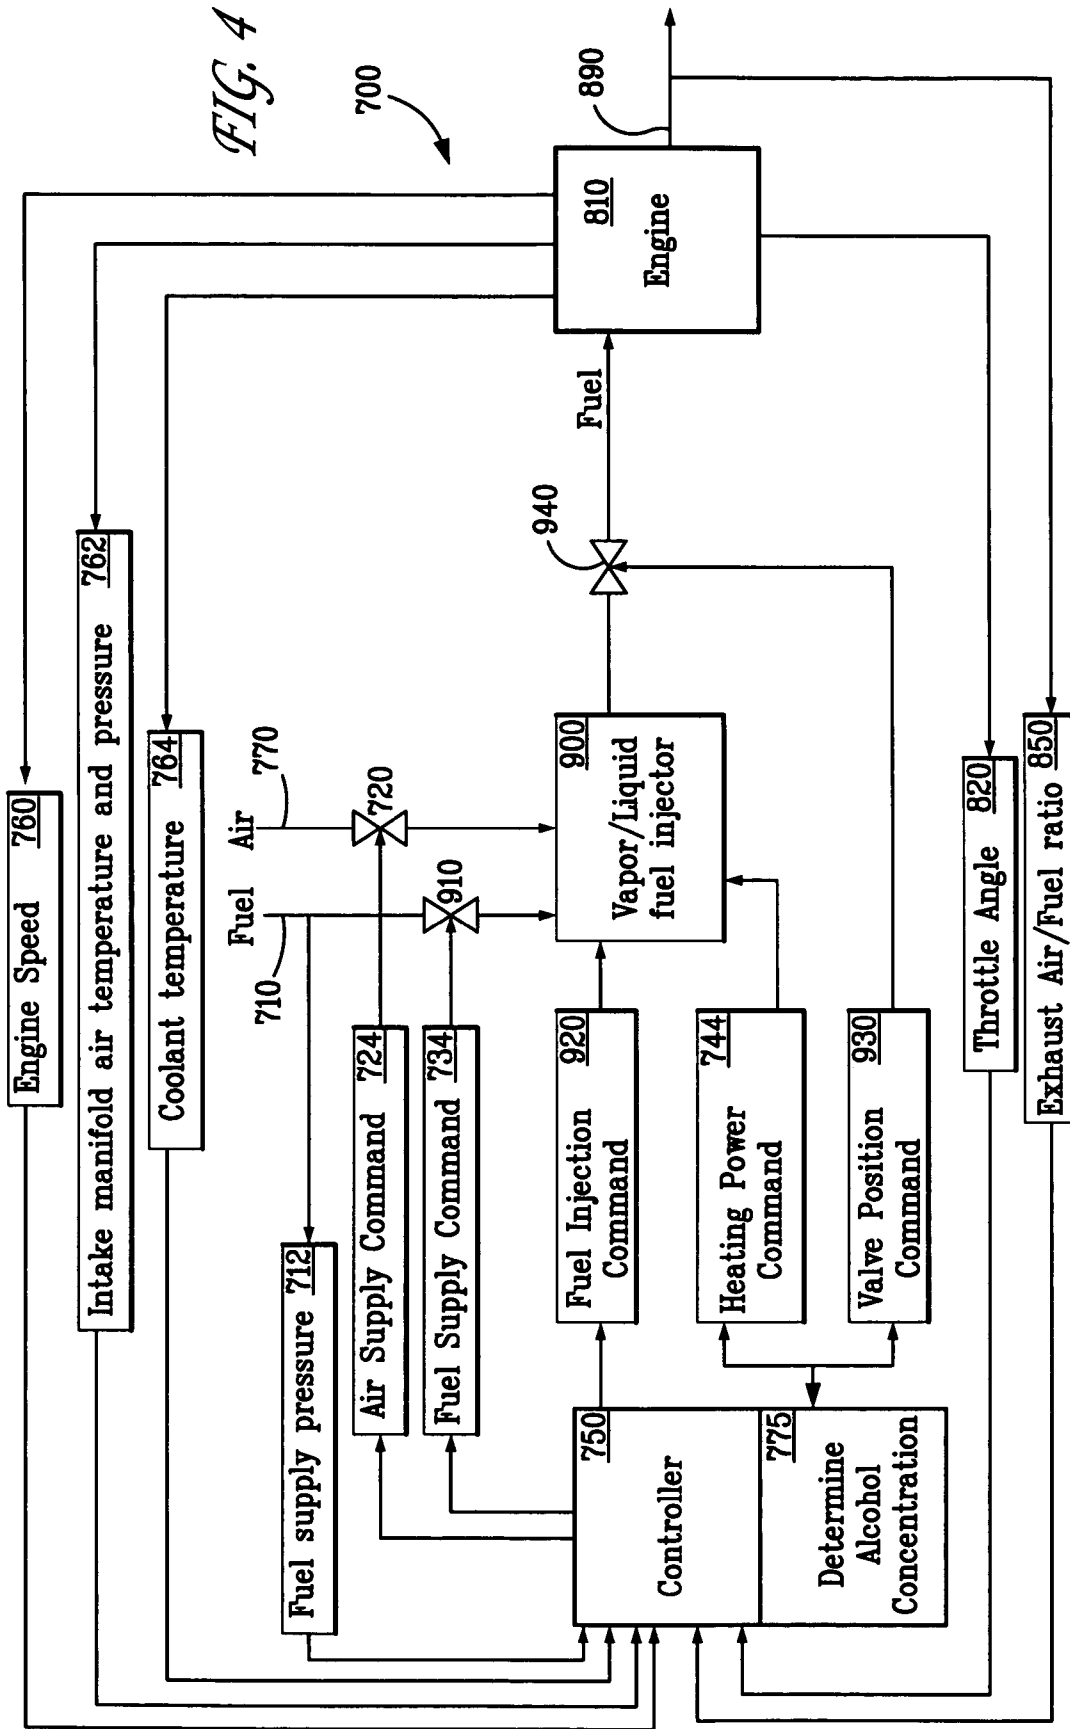 FIG. 4
700
Engine Speed 760
Intake manifold air temperature and pressure 762
Coolant temperature 764
Fuel supply pressure 712
Air Supply Command 724
Fuel Supply Command 734
Fuel
Air
710
770
720
910
Controller 750
Determine
Alcohol
Concentration
775
Fuel Injection
Command
920
Heating Power
Command
744
Valve Position
Command
930
Vapor/Liquid
fuel injector
900
940
Fuel
810
Engine
890
Throttle Angle 820
Exhaust Air/Fuel ratio 850